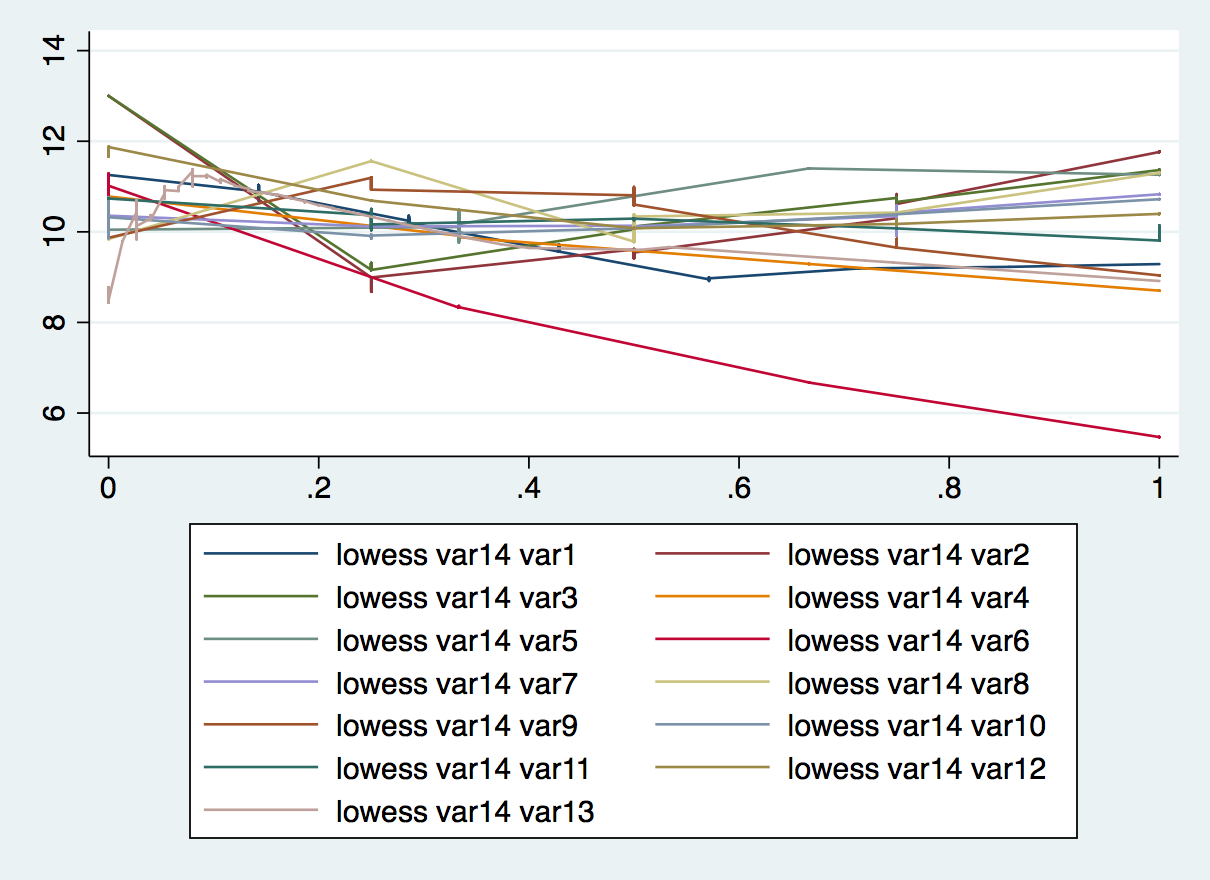 14
12
10
8
6
0 .2 .4 .6 .8 1
lowess var14 var1 lowess var14 var2
lowess var14 var3 lowess var14 var4
lowess var14 var5 lowess var14 var6
lowess var14 var7 lowess var14 var8
lowess var14 var9 lowess var14 var10
lowess var14 var11 lowess var14 var12
lowess var14 var13